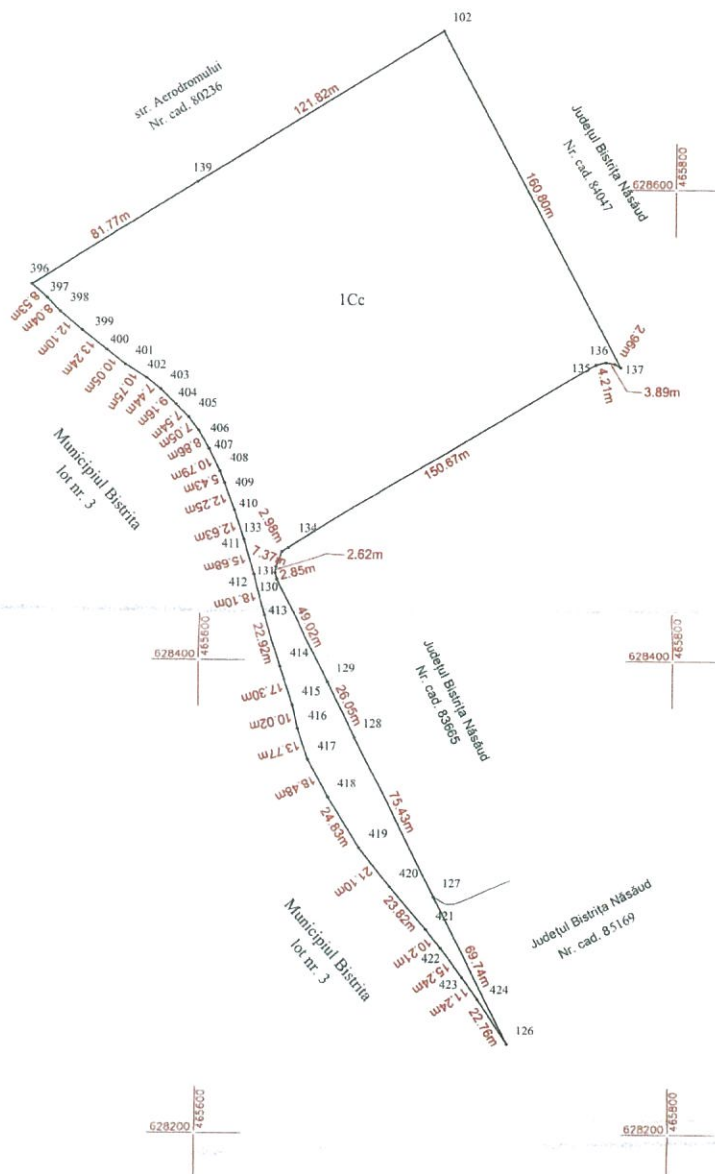 102
str. Aerodromului
Nr. cad. 80236
121.82m
139
81.77m
Județul Bistrița Năsăud
Nr. cad. 84047
628600
465800
160.80m
1Cc
396
397
398
399
400
401
402
403
404
405
406
407
408
409
410
133
411
131
412
130
413
414
415
416
417
418
419
420
421
422
423
424
8.53m
8.04m
12.10m
13.24m
10.05m
10.75m
7.44m
9.16m
7.54m
7.05m
8.86m
10.79m
5.43m
12.25m
12.63m
15.68m
18.10m
22.92m
17.30m
10.02m
13.77m
18.48m
24.83m
21.10m
23.82m
10.21m
15.24m
11.24m
22.76m
Municipiul Bistrita
lot nr. 3
136
135
137
2.96m
4.21m
3.89m
150.67m
134
2.98m
7.37m
2.62m
2.85m
49.02m
129
26.05m
128
75.43m
127
69.74m
126
628400
465600
628400
465800
Județul Bistrița Năsăud
Nr. cad. 83665
Județul Bistrița Năsăud
Nr. cad. 85169
Municipiul Bistrita
lot nr. 3
628200
465600
628200
465800